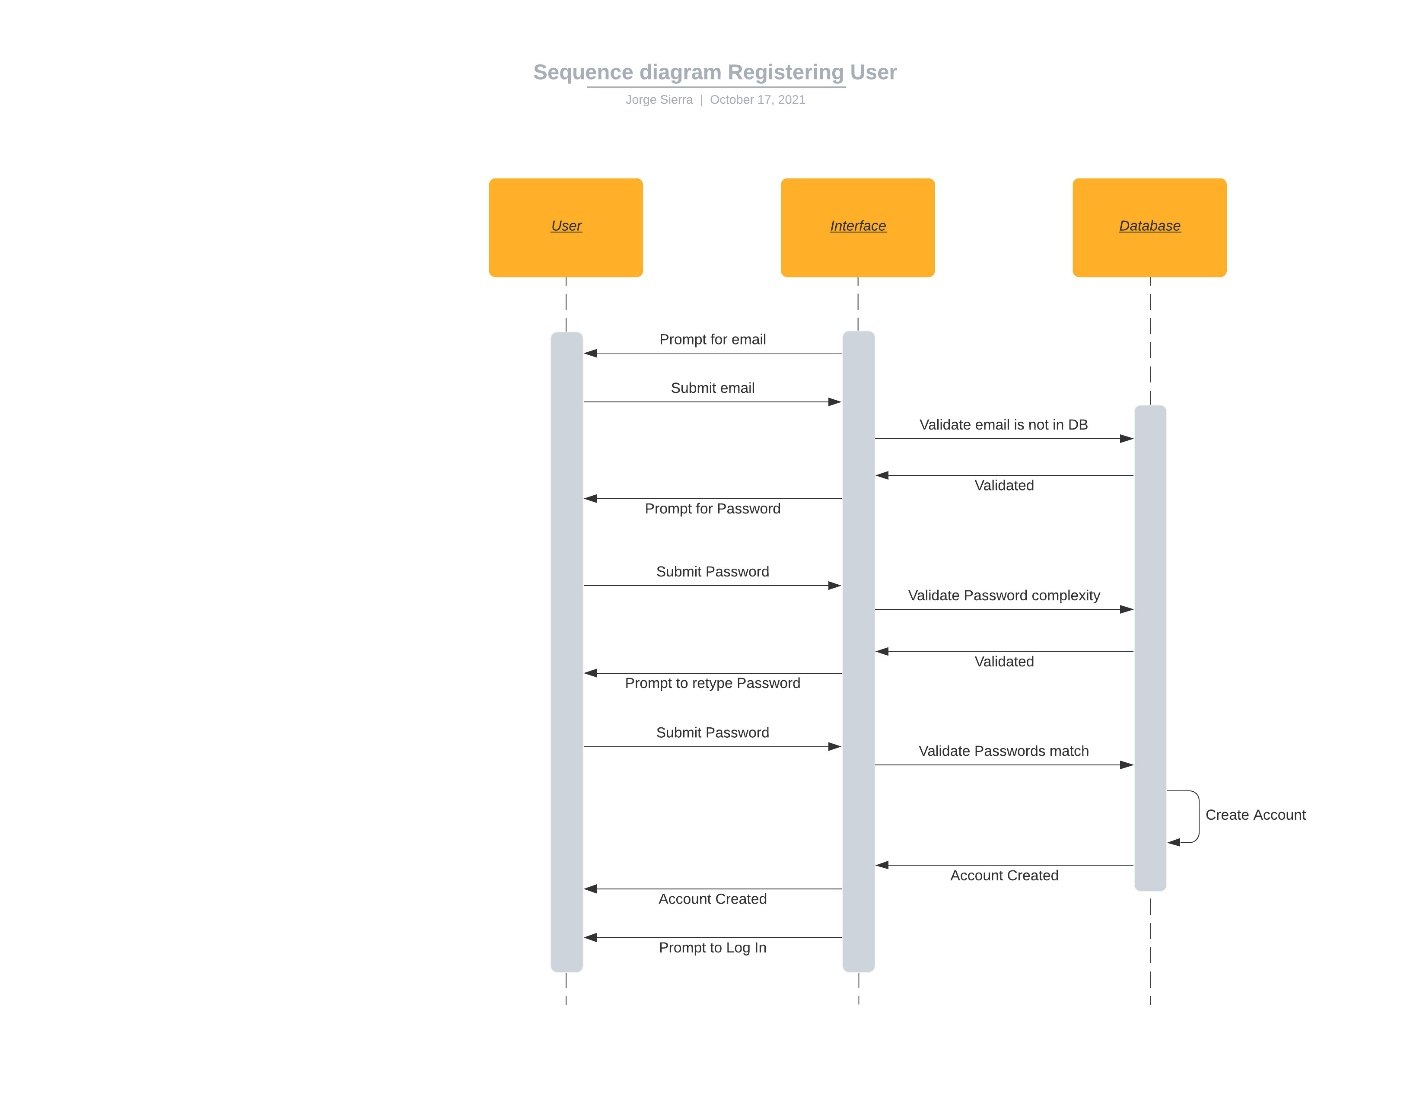 Sequence diagram Registering User
Jorge Sierra | October 17, 2021
User
Interface
Database
Prompt for email
Submit email
Validate email is not in DB
Validated
Prompt for Password
Submit Password
Validate Password complexity
Validated
Prompt to retype Password
Submit Password
Validate Passwords match
Create Account
Account Created
Account Created
Prompt to Log In